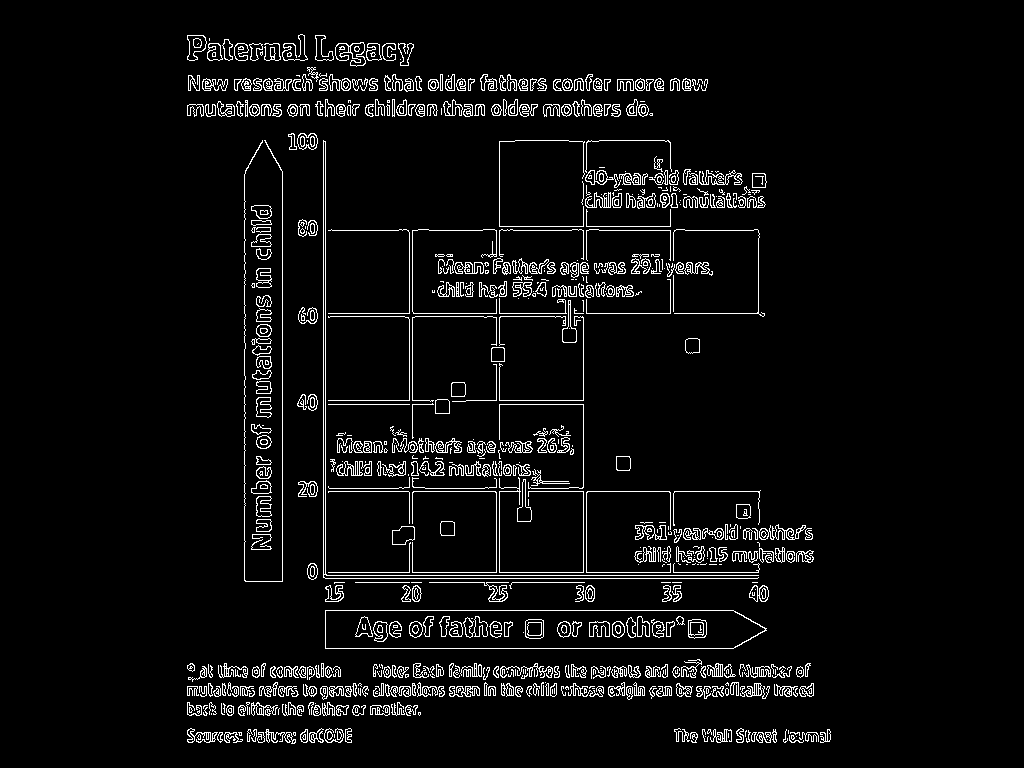 Paternal Legacy
New research shows that older fathers confer more new
mutations on their children than older mothers do.
100
40-year-old father's
child had 91 mutations
80
Mean: Father's age was 29.1 years,
child had 55.4 mutations
60
40
Mean: Mother's age was 26.5,
child had 14.2 mutations
20
39.1-year-old mother's
child had 15 mutations
0
15 20 25 30 35 40
Number of mutations in child
Age of father or mother*
* at time of conception Note: Each family comprises the parents and one child. Number of
mutations refers to genetic alterations seen in the child whose origin can be specifically traced
back to either the father or mother.
Sources: Nature; deCODE
The Wall Street Journal